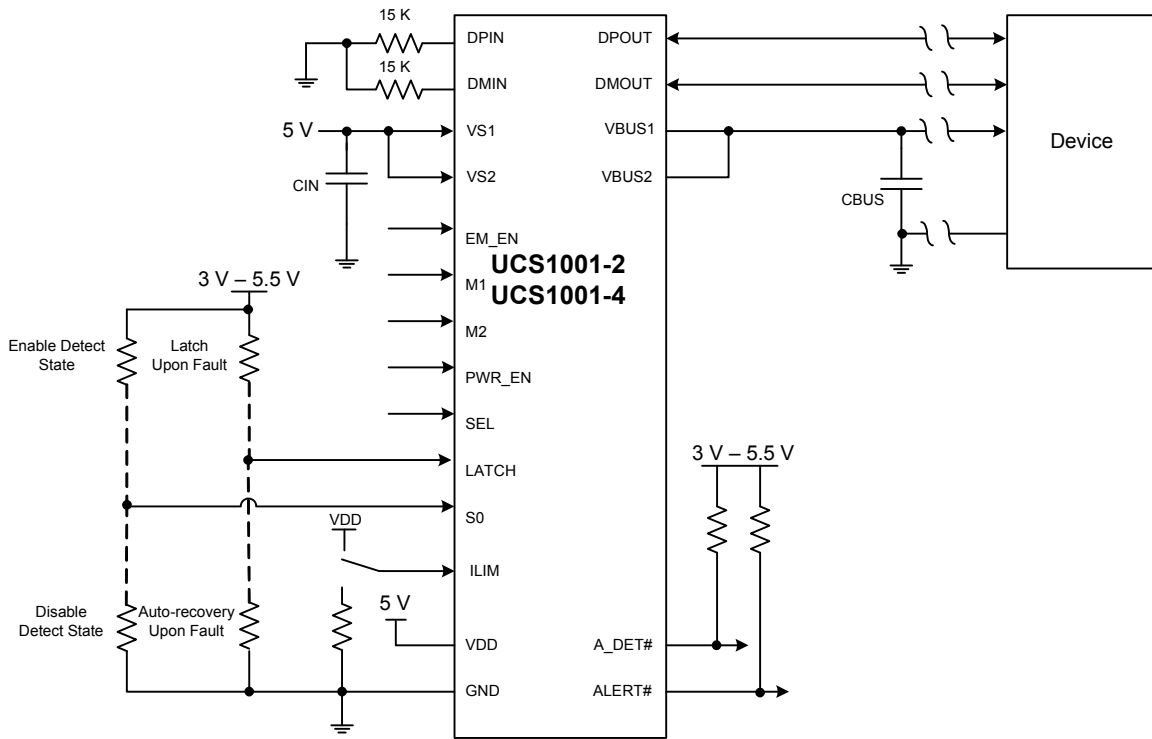 15 K
DPIN
DPOUT
15 K
DMIN
DMOUT
5 V
VS1
VBUS1
Device
CIN
VS2
VBUS2
CBUS
EM_EN
UCS1001-2
3 V – 5.5 V
M1
UCS1001-4
Enable Detect
State
Latch
Upon Fault
M2
PWR_EN
SEL
3 V – 5.5 V
LATCH
S0
VDD
ILIM
Disable
Detect State
Auto-recovery
Upon Fault
5 V
VDD
A_DET#
GND
ALERT#